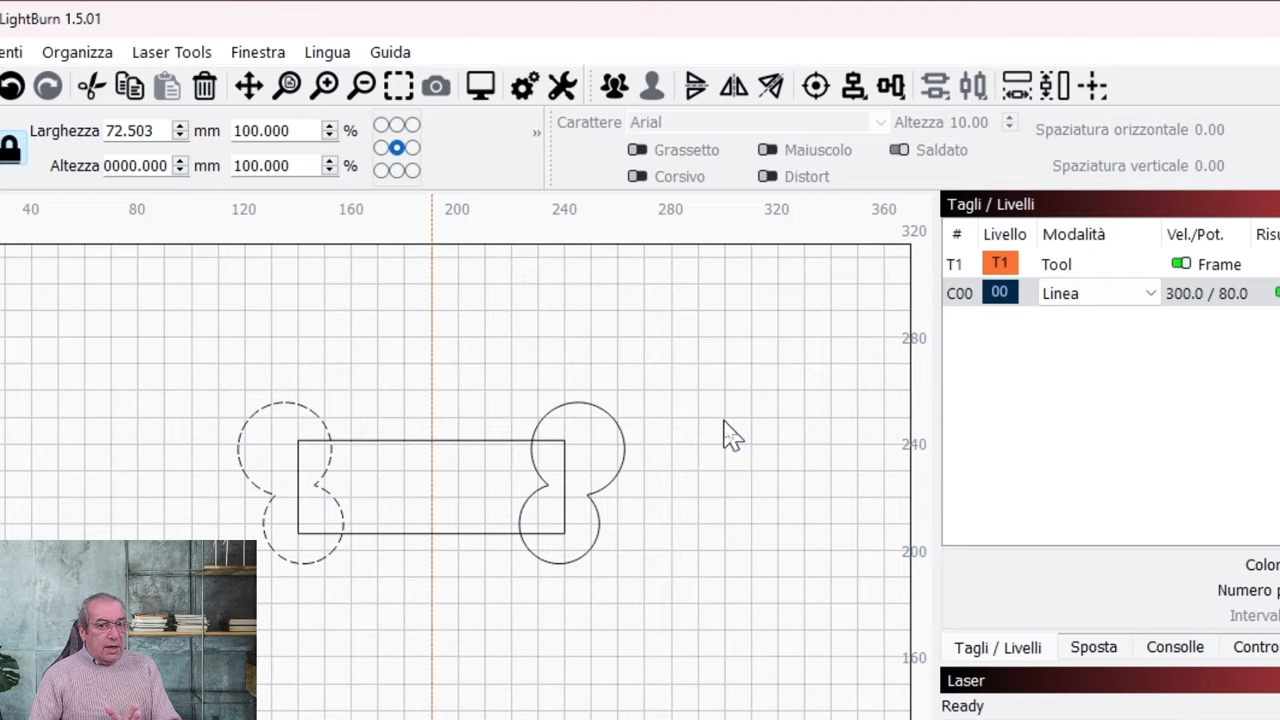 LightBurn 1.5.01
enti Organizza Laser Tools Finestra Lingua Guida
Larghezza 72.503 mm 100.000 %
Altezza 0000.000 mm 100.000 %
»
Carattere Arial Altezza 10.00
Grassetto Maiuscolo Saldato
Corsivo Distort
Spaziatura orizzontale 0.00
Spaziatura verticale 0.00
40 80 120 160 200 240 280 320 360
320
280
240
200
160
Tagli / Livelli
# Livello Modalità Vel./Pot. Risu
T1 T1 Tool Frame
C00 00 Linea 300.0 / 80.0
Color
Numero p
Interval
Tagli / Livelli Sposta Consolle Contro
Laser
Ready